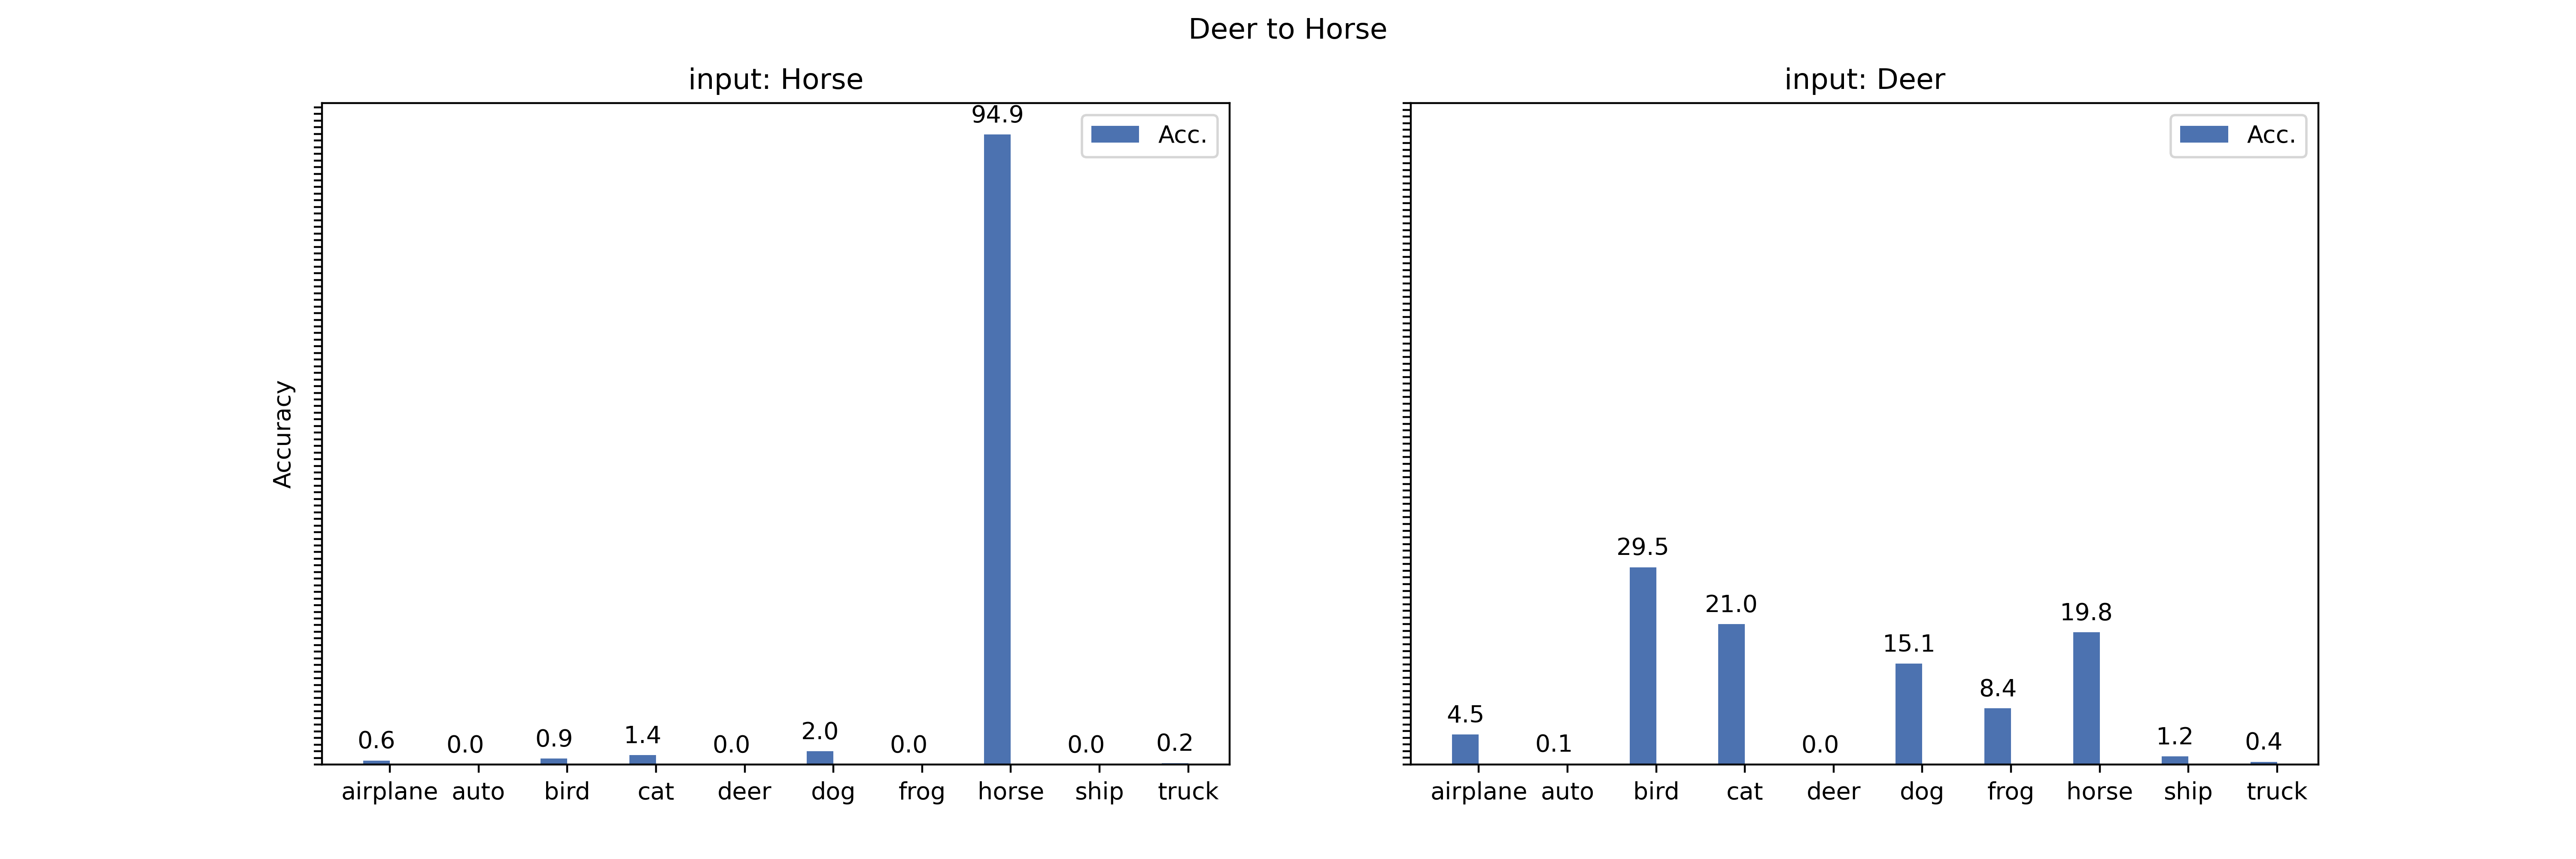 Deer to Horse
input: Horse
94.9
Acc.
Accuracy
0.6
0.0
0.9
1.4
0.0
2.0
0.0
0.0
0.2
airplane auto bird cat deer dog frog horse ship truck
input: Deer
Acc.
29.5
21.0
19.8
15.1
8.4
4.5
0.1
0.0
1.2
0.4
airplane auto bird cat deer dog frog horse ship truck